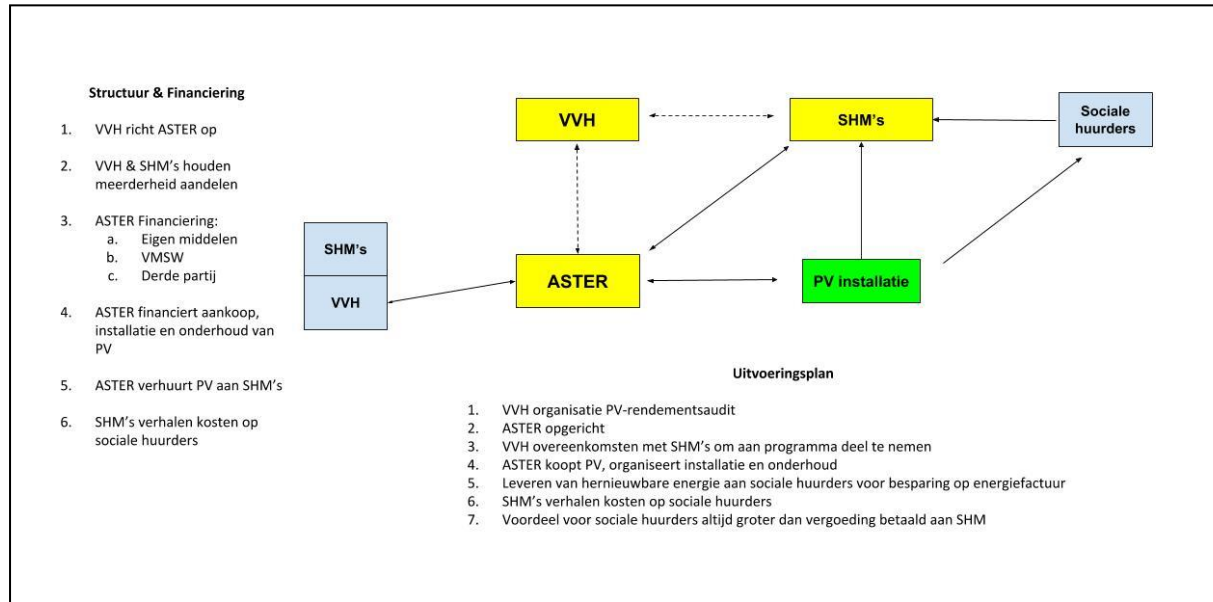 Structuur & Financiering
1. VVH richt ASTER op
2. VVH & SHM's houden
meerderheid aandelen
3. ASTER Financiering:
a. Eigen middelen
b. VMSW
c. Derde partij
4. ASTER financiert aankoop,
installatie en onderhoud van
PV
5. ASTER verhuurt PV aan SHM's
6. SHM's verhalen kosten op
sociale huurders
VVH
SHM's
Sociale
huurders
SHM's
VVH
ASTER
PV installatie
Uitvoeringsplan
1. VVH organisatie PV-rendementsaudit
2. ASTER opgericht
3. VVH overeenkomsten met SHM's om aan programma deel te nemen
4. ASTER koopt PV, organiseert installatie en onderhoud
5. Leveren van hernieuwbare energie aan sociale huurders voor besparing op energiefactuur
6. SHM's verhalen kosten op sociale huurders
7. Voordeel voor sociale huurders altijd groter dan vergoeding betaald aan SHM